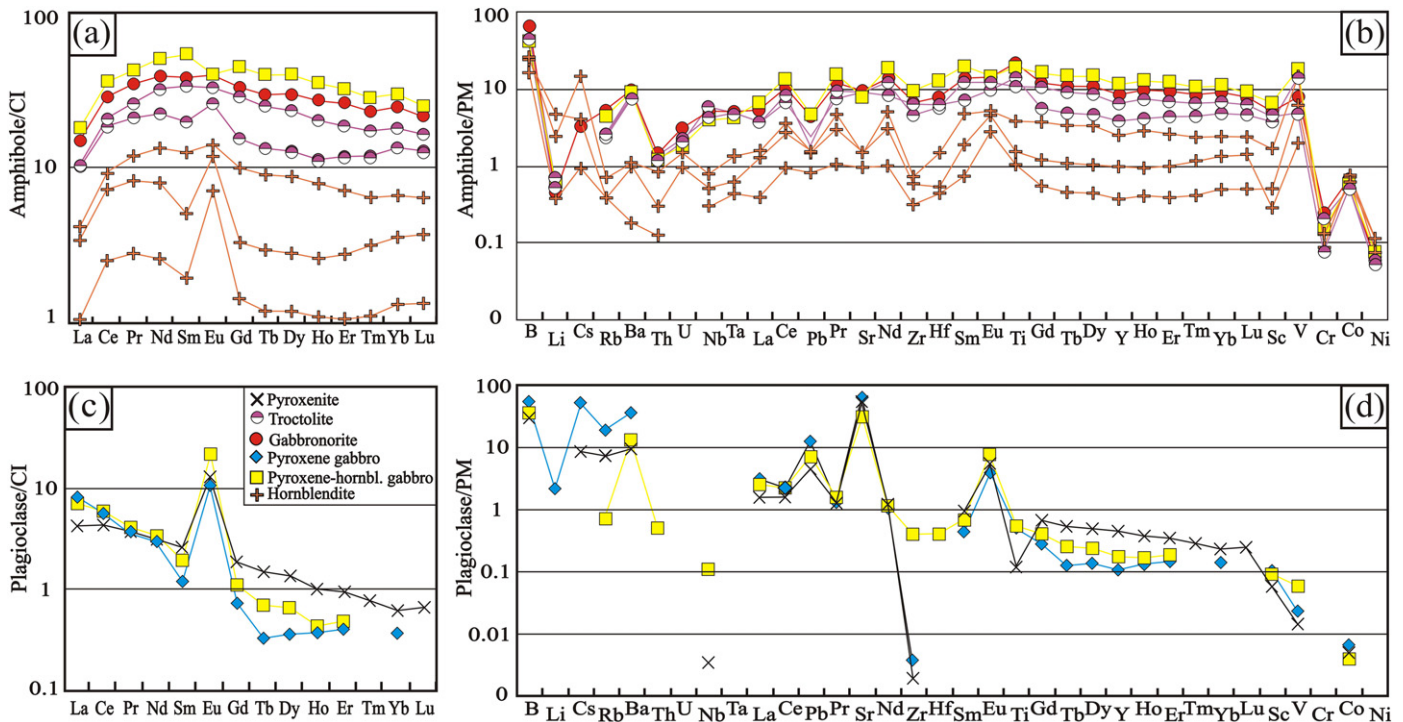 100
10
1
Amphibole/CI
(a)
La Ce Pr Nd Sm Eu Gd Tb Dy Ho Er Tm Yb Lu
100
10
1
0.1
0
Amphibole/PM
(b)
B Li Cs Rb Ba Th U Nb Ta La Ce Pb Pr Sr Nd Zr Hf Sm Eu Ti Gd Tb Dy Y Ho Er Tm Yb Lu Sc V Cr Co Ni
100
10
1
0.1
Plagioclase/CI
(c)
Pyroxenite
Troctolite
Gabbronorite
Pyroxene gabbro
Pyroxene-hornbl. gabbro
Hornblendite
La Ce Pr Nd Sm Eu Gd Tb Dy Ho Er Tm Yb Lu
100
10
1
0.1
0.01
0
Plagioclase/PM
(d)
B Li Cs Rb Ba Th U Nb Ta La Ce Pb Pr Sr Nd Zr Hf Sm Eu Ti Gd Tb Dy Y Ho Er Tm Yb Lu Sc V Cr Co Ni